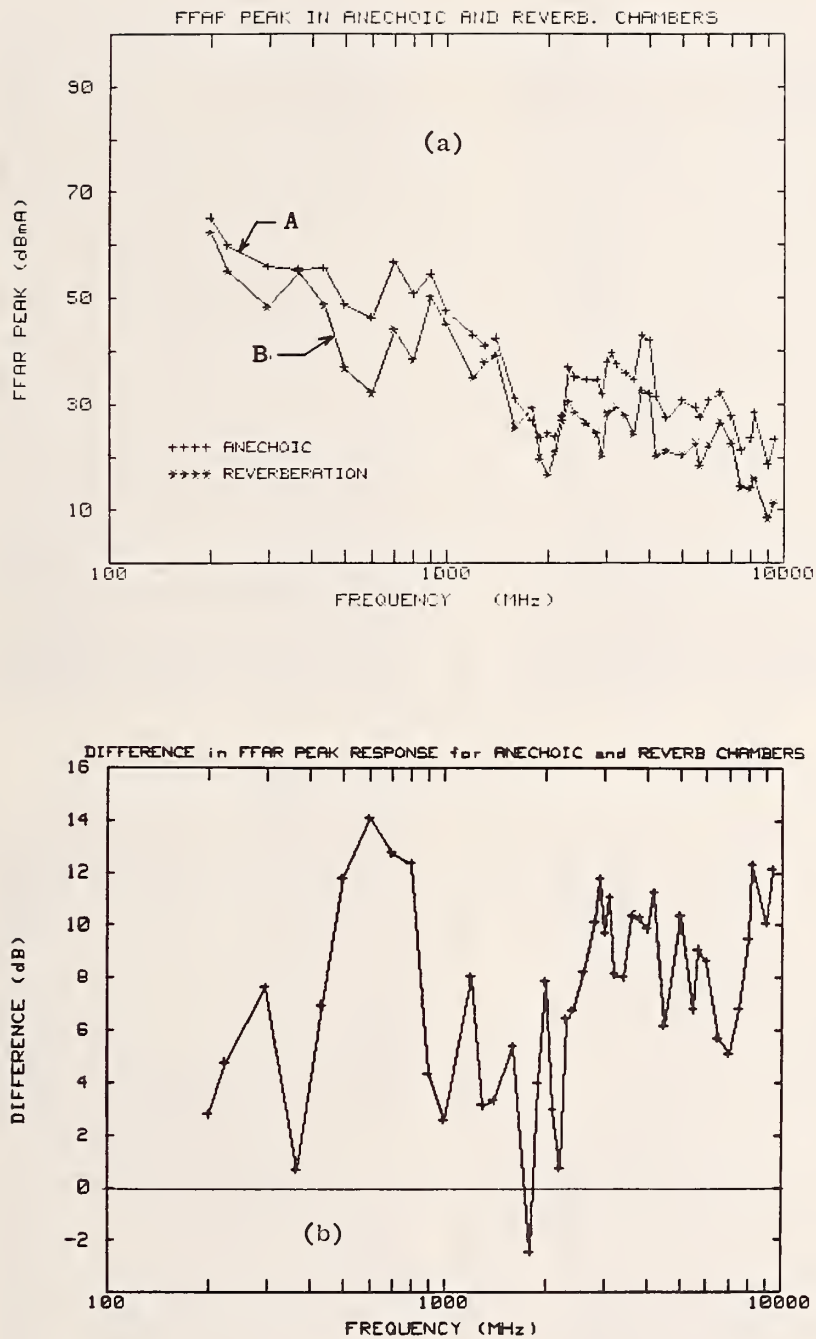 FFAR PEAK IN ANECHOIC AND REVERB. CHAMBERS
90
(a)
70
A
50
B
30
++++ ANECHOIC
**** REVERBERATION
10
100 1000 10000
FREQUENCY (MHz)
FFAR PEAK (dBmA)
DIFFERENCE in FFAR PEAK RESPONSE for ANECHOIC and REVERB CHAMBERS
16
14
12
10
8
6
4
2
0
-2
(b)
-4
100 1000 10000
FREQUENCY (MHz)
DIFFERENCE (dB)